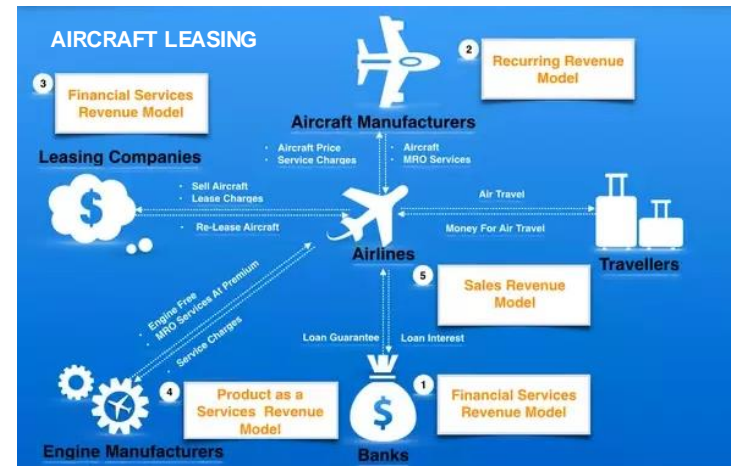 AIRCRAFT LEASING
2
Recurring Revenue
Model
3
Financial Services
Revenue Model
Aircraft Manufacturers
Leasing Companies
• Aircraft Price
• Service Charges
• Aircraft
• MRO Services
• Sell Aircraft
• Lease Charges
• Re-Lease Aircraft
Air Travel
Money For Air Travel
Airlines
Travellers
• Engine Free
• MRO Services At Premium
• Service Charges
5
Sales Revenue
Model
Loan Guarantee
Loan Interest
4
Product as a
Services Revenue
Model
1
Financial Services
Revenue Model
$
$
Engine Manufacturers
Banks